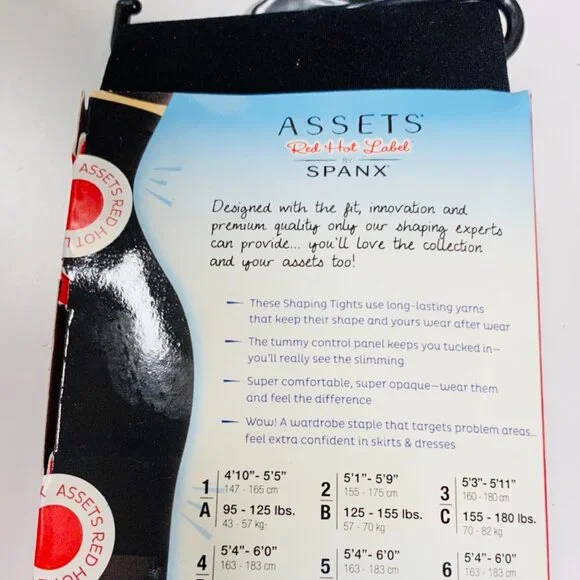 ASSETS
Red Hot Label
BY
SPANX
Designed with the fit, innovation and
premium quality only our shaping experts
can provide... you'll love the collection
and your assets too!
These Shaping Tights use long-lasting yarns
that keep their shape and yours wear after wear
The tummy control panel keeps you tucked in—
you'll really see the slimming
Super comfortable, super opaque—wear them
and feel the difference
Wow! A wardrobe staple that targets problem areas...
feel extra confident in skirts & dresses
1 A
4'10"- 5'5"
147 - 165 cm
95 - 125 lbs.
43 - 57 kg
2 B
5'1"- 5'9"
155 - 175 cm
125 - 155 lbs.
57 - 70 kg
3 C
5'3"- 5'11"
160 - 180 cm
155 - 180 lbs.
70 - 82 kg
4
5'4"- 6'0"
163 - 183 cm
5
5'4"- 6'0"
163 - 183 cm
6
5'4"- 6'0"
163 - 183 cm
ASSETS RED HOT L
ASSETS RED HO